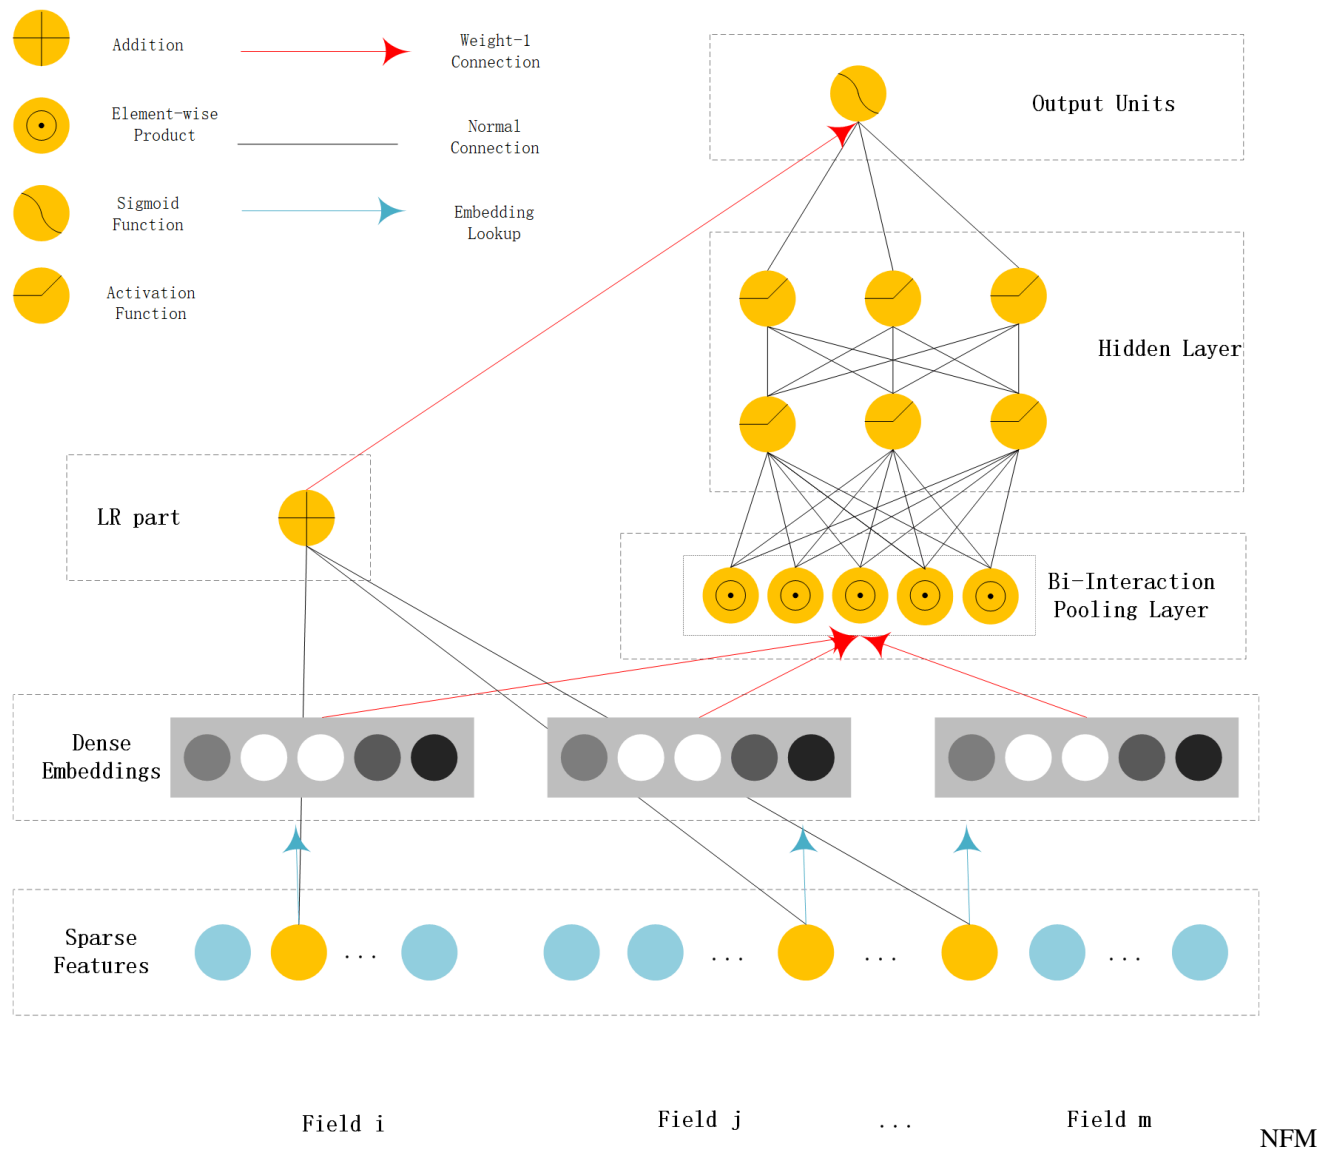 Addition
Weight-1
Connection
Element-wise
Product
Normal
Connection
Sigmoid
Function
Embedding
Lookup
Activation
Function
Output Units
Hidden Layer
LR part
Bi-Interaction
Pooling Layer
Dense
Embeddings
Sparse
Features
...
...
...
...
Field i
Field j
...
Field m
NFM